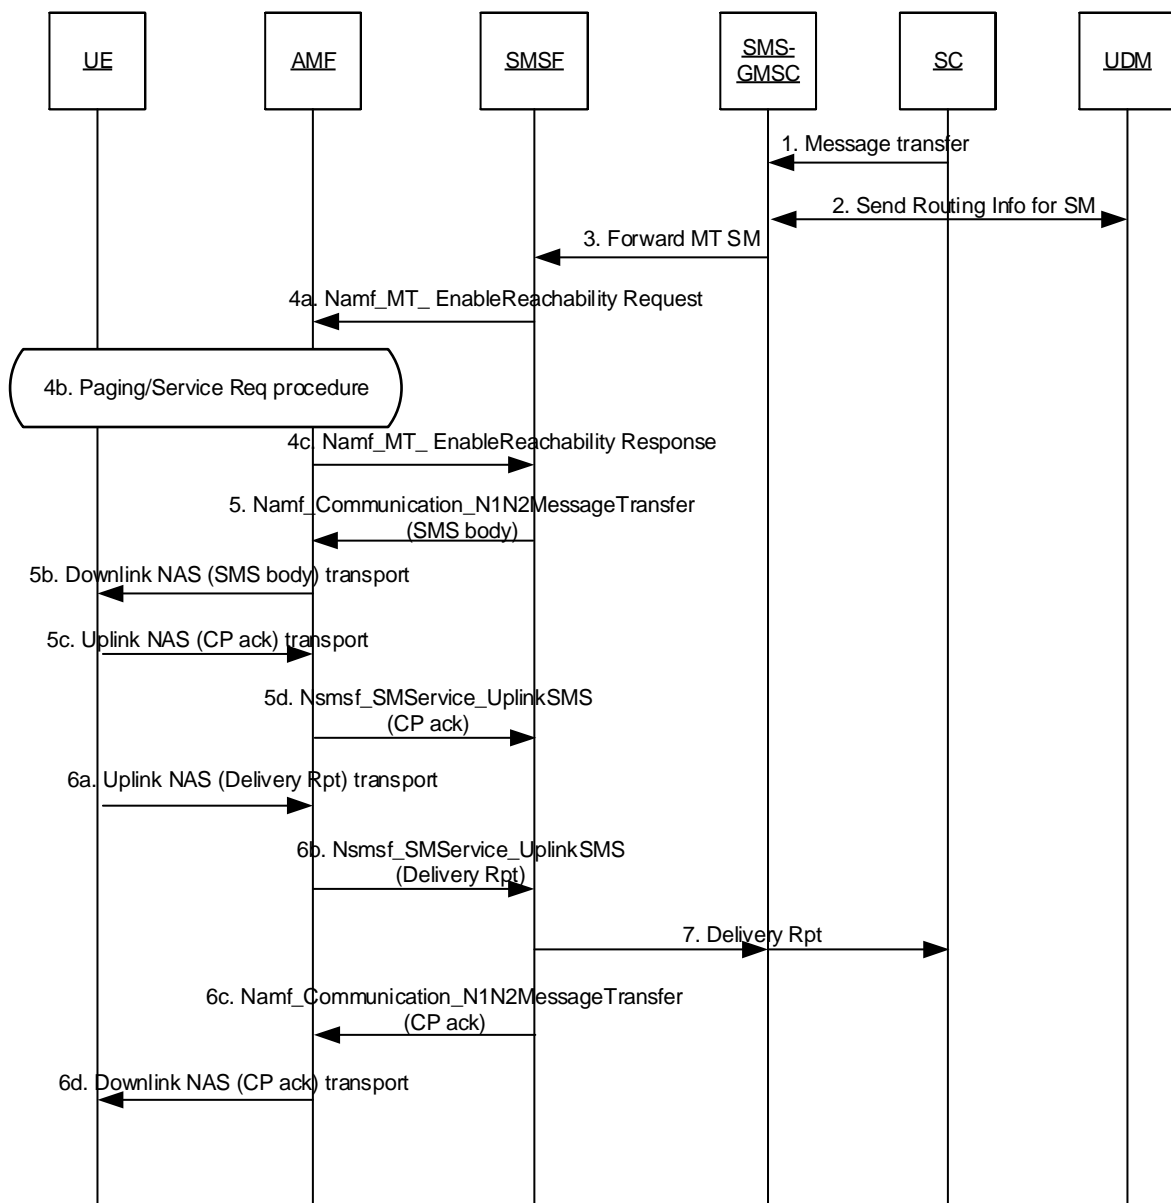 UE
AMF
SMSF
SMS-
GMSC
SC
UDM
1. Message transfer
2. Send Routing Info for SM
3. Forward MT SM
4a. Namf_MT_ EnableReachability Request
4b. Paging/Service Req procedure
4c. Namf_MT_ EnableReachability Response
5. Namf_Communication_N1N2MessageTransfer
(SMS body)
5b. Downlink NAS (SMS body) transport
5c. Uplink NAS (CP ack) transport
5d. Nsmsf_SMService_UplinkSMS
(CP ack)
6a. Uplink NAS (Delivery Rpt) transport
6b. Nsmsf_SMService_UplinkSMS
(Delivery Rpt)
7. Delivery Rpt
6c. Namf_Communication_N1N2MessageTransfer
(CP ack)
6d. Downlink NAS (CP ack) transport